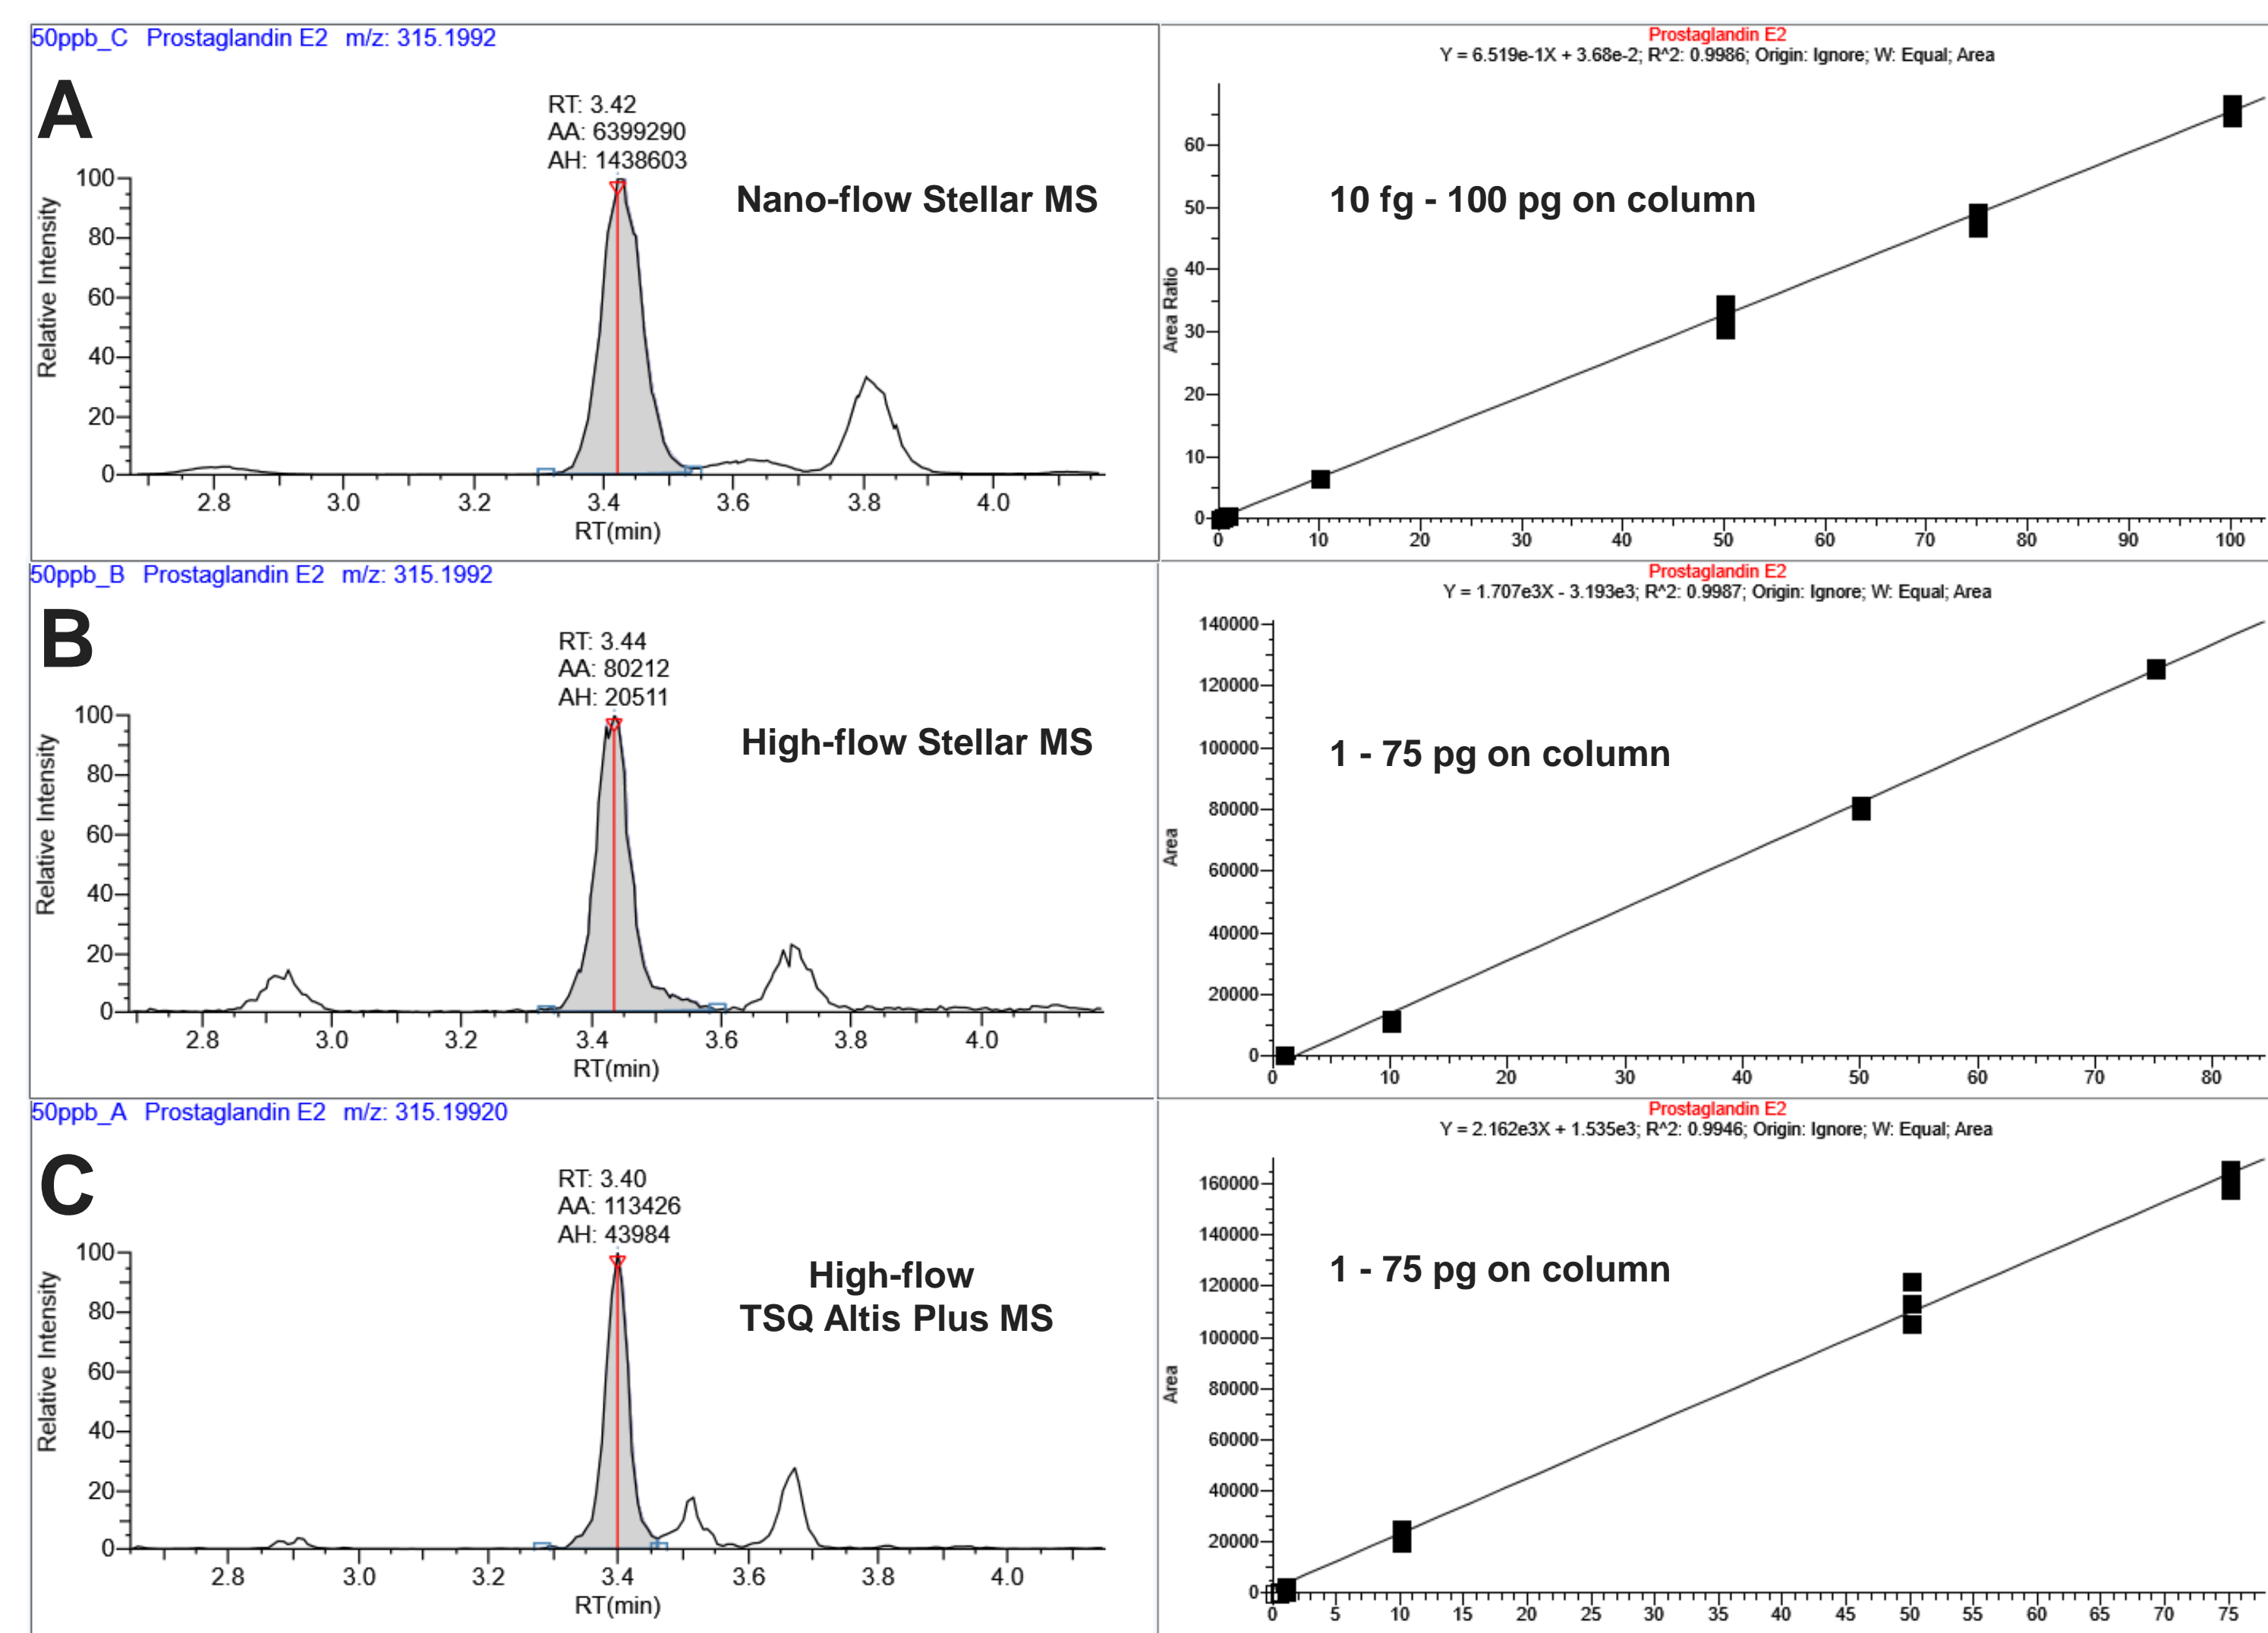 50ppb_C Prostaglandin E2 m/z: 315.1992
A
RT: 3.42
AA: 6399290
AH: 1438603
Nano-flow Stellar MS
Relative Intensity
100
80
60
40
20
0
2.8 3.0 3.2 3.4 3.6 3.8 4.0
RT(min)
Prostaglandin E2
Y = 6.519e-1X + 3.68e-2; R^2: 0.9986; Origin: Ignore; W: Equal; Area
10 fg - 100 pg on column
Area Ratio
60
50
40
30
20
10
0
0 10 20 30 40 50 60 70 80 90 100
50ppb_B Prostaglandin E2 m/z: 315.1992
B
RT: 3.44
AA: 80212
AH: 20511
High-flow Stellar MS
Relative Intensity
100
80
60
40
20
0
2.8 3.0 3.2 3.4 3.6 3.8 4.0
RT(min)
Prostaglandin E2
Y = 1.707e3X - 3.193e3; R^2: 0.9987; Origin: Ignore; W: Equal; Area
1 - 75 pg on column
Area
140000
120000
100000
80000
60000
40000
20000
0
0 10 20 30 40 50 60 70 80
50ppb_A Prostaglandin E2 m/z: 315.19920
C
RT: 3.40
AA: 113426
AH: 43984
High-flow
TSQ Altis Plus MS
Relative Intensity
100
80
60
40
20
0
2.8 3.0 3.2 3.4 3.6 3.8 4.0
RT(min)
Prostaglandin E2
Y = 2.162e3X + 1.535e3; R^2: 0.9946; Origin: Ignore; W: Equal; Area
1 - 75 pg on column
Area
160000
140000
120000
100000
80000
60000
40000
20000
0
0 5 10 15 20 25 30 35 40 45 50 55 60 65 70 75